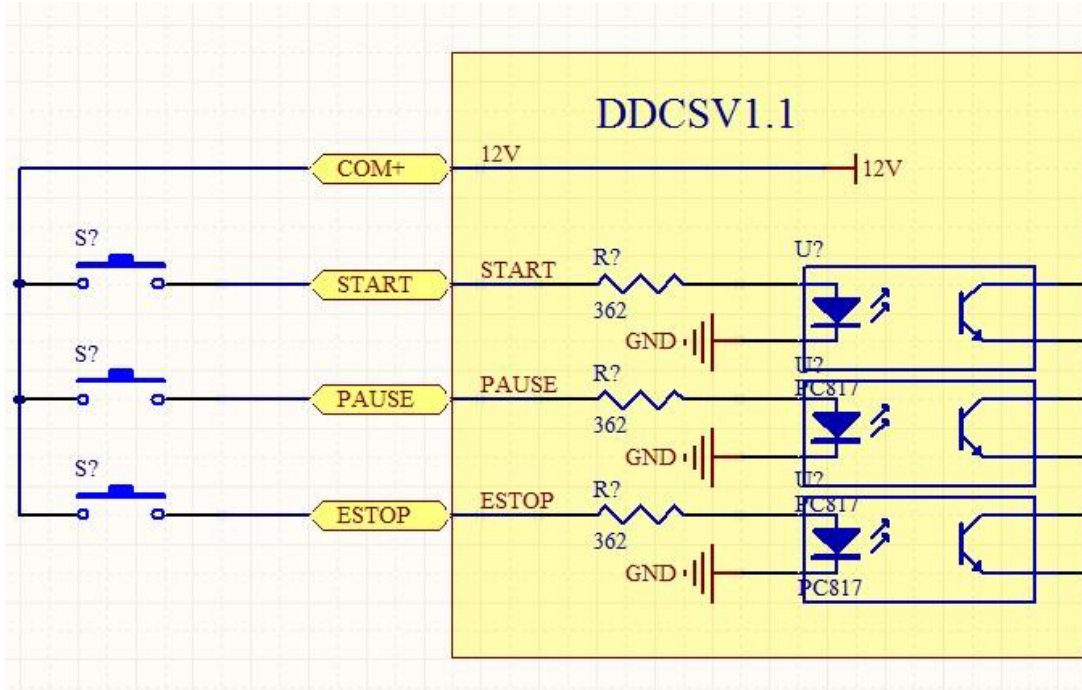 DDCSV1.1
COM+ 12V 12V
S? START START R? 362 U?
GND
PC817
S? PAUSE PAUSE R? 362 U?
GND
PC817
S? ESTOP ESTOP R? 362 U?
GND
PC817